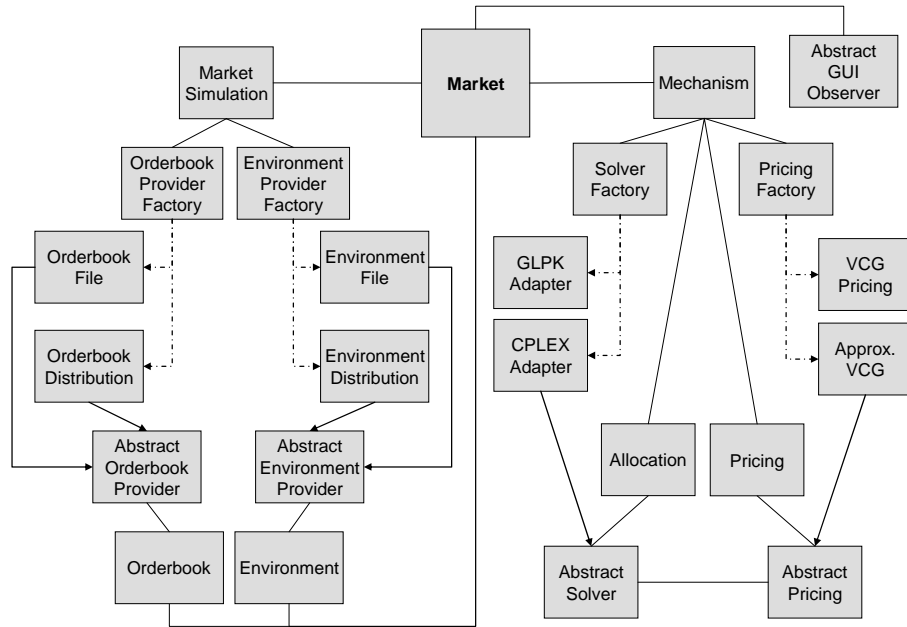 Market
Simulation
Market
Mechanism
Abstract
GUI
Observer
Orderbook
Provider
Factory
Environment
Provider
Factory
Solver
Factory
Pricing
Factory
Orderbook
File
Environment
File
GLPK
Adapter
VCG
Pricing
Orderbook
Distribution
Environment
Distribution
CPLEX
Adapter
Approx.
VCG
Abstract
Orderbook
Provider
Abstract
Environment
Provider
Allocation
Pricing
Orderbook
Environment
Abstract
Solver
Abstract
Pricing